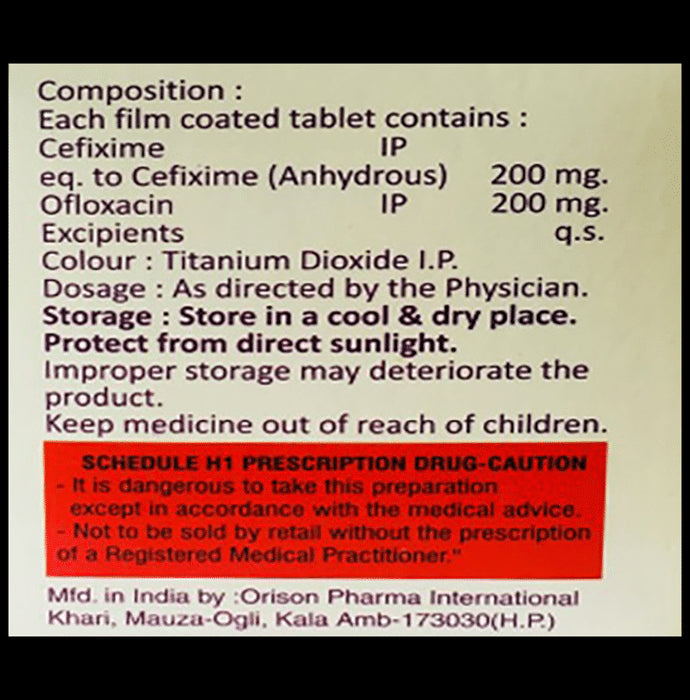 Composition :
Each film coated tablet contains :
Cefixime IP
eq. to Cefixime (Anhydrous) 200 mg.
Ofloxacin IP 200 mg.
Excipients q.s.
Colour : Titanium Dioxide I.P.
Dosage : As directed by the Physician.
Storage : Store in a cool & dry place.
Protect from direct sunlight.
Improper storage may deteriorate the
product.
Keep medicine out of reach of children.
SCHEDULE H1 PRESCRIPTION DRUG-CAUTION
- It is dangerous to take this preparation
except in accordance with the medical advice.
- Not to be sold by retail without the prescription
of a Registered Medical Practitioner."
Mfd. in India by :Orison Pharma International
Khari, Mauza-Ogli, Kala Amb-173030(H.P.)